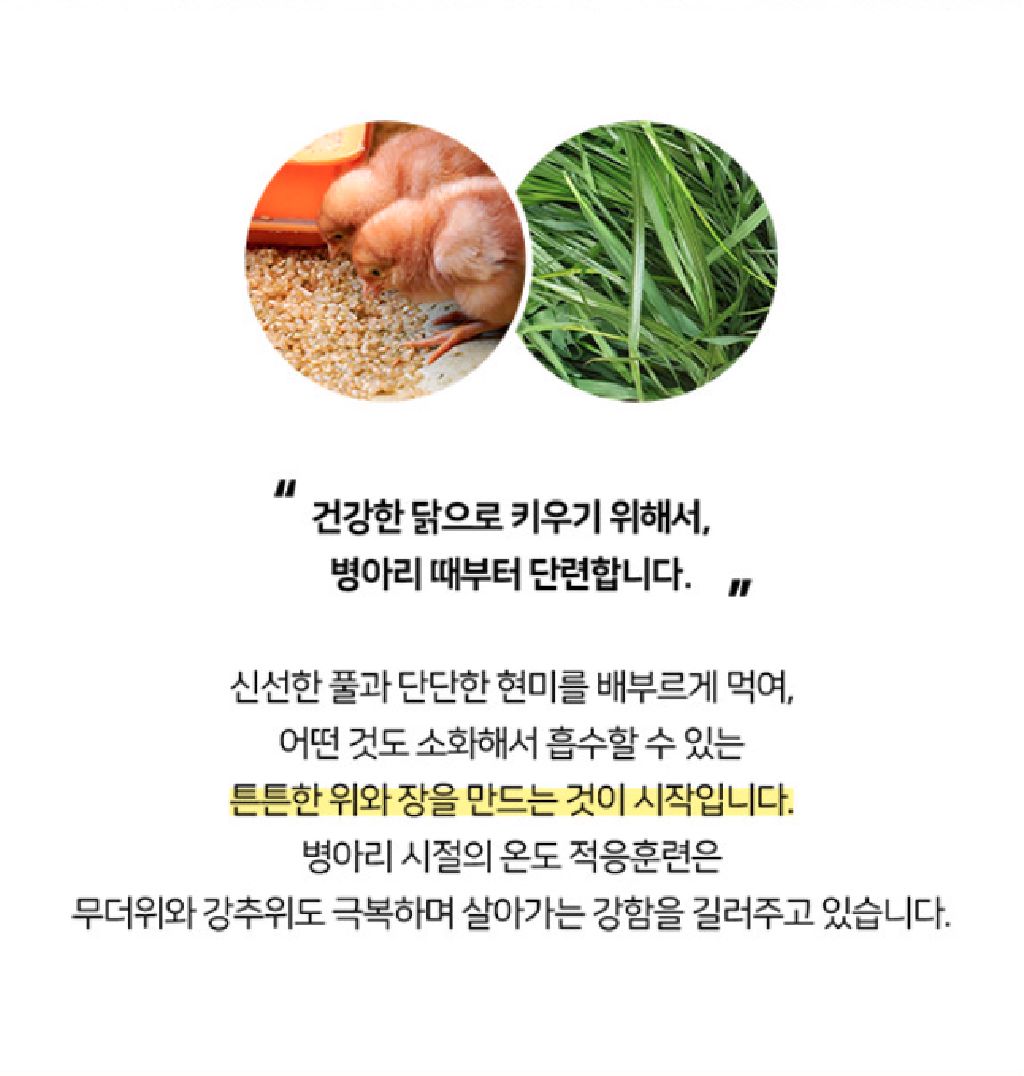 "건강한 닭으로 키우기 위해서,
병아리 때부터 단련합니다."
신선한 풀과 단단한 현미를 배부르게 먹여,
어떤 것도 소화해서 흡수할 수 있는
튼튼한 위와 장을 만드는 것이 시작입니다.
병아리 시절의 온도 적응훈련은
무더위와 강추위도 극복하며 살아가는 강함을 길러주고 있습니다.